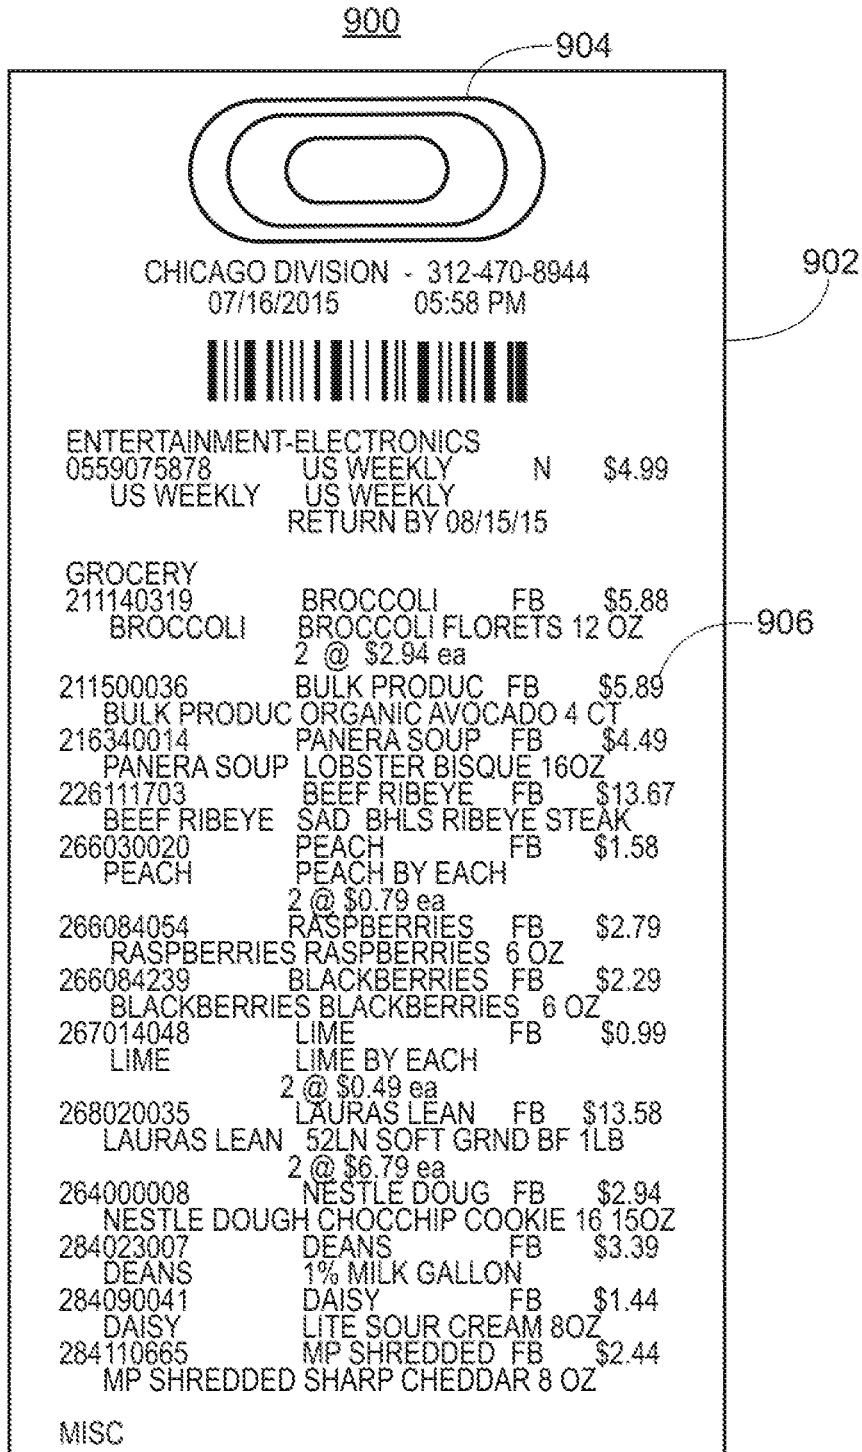 900
904
CHICAGO DIVISION - 312-470-8944
902
07/16/2015 05:58 PM
ENTERTAINMENT-ELECTRONICS
0559075878 US WEEKLY N $4.99
US WEEKLY US WEEKLY
RETURN BY 08/15/15
GROCERY
211140319 BROCCOLI FB $5.88
BROCCOLI BROCCOLI FLORETS 12 OZ
906
2 @ $2.94 ea
211500036 BULK PRODUC FB $5.89
BULK PRODUC ORGANIC AVOCADO 4 CT
216340014 PANERA SOUP FB $4.49
PANERA SOUP LOBSTER BISQUE 16OZ
226111703 BEEF RIBEYE FB $13.67
BEEF RIBEYE SAD BHLS RIBEYE STEAK
266030020 PEACH FB $1.58
PEACH PEACH BY EACH
2 @ $0.79 ea
266084054 RASPBERRIES FB $2.79
RASPBERRIES RASPBERRIES 6 OZ
266084239 BLACKBERRIES FB $2.29
BLACKBERRIES BLACKBERRIES 6 OZ
267014048 LIME FB $0.99
LIME LIME BY EACH
2 @ $0.49 ea
268020035 LAURAS LEAN FB $13.58
LAURAS LEAN 52LN SOFT GRND BF 1LB
2 @ $6.79 ea
264000008 NESTLE DOUG FB $2.94
NESTLE DOUGH CHOCCHIP COOKIE 16 15OZ
284023007 DEANS FB $3.39
DEANS 1% MILK GALLON
284090041 DAISY FB $1.44
DAISY LITE SOUR CREAM 8OZ
284110665 MP SHREDDED FB $2.44
MP SHREDDED SHARP CHEDDAR 8 OZ
MISC